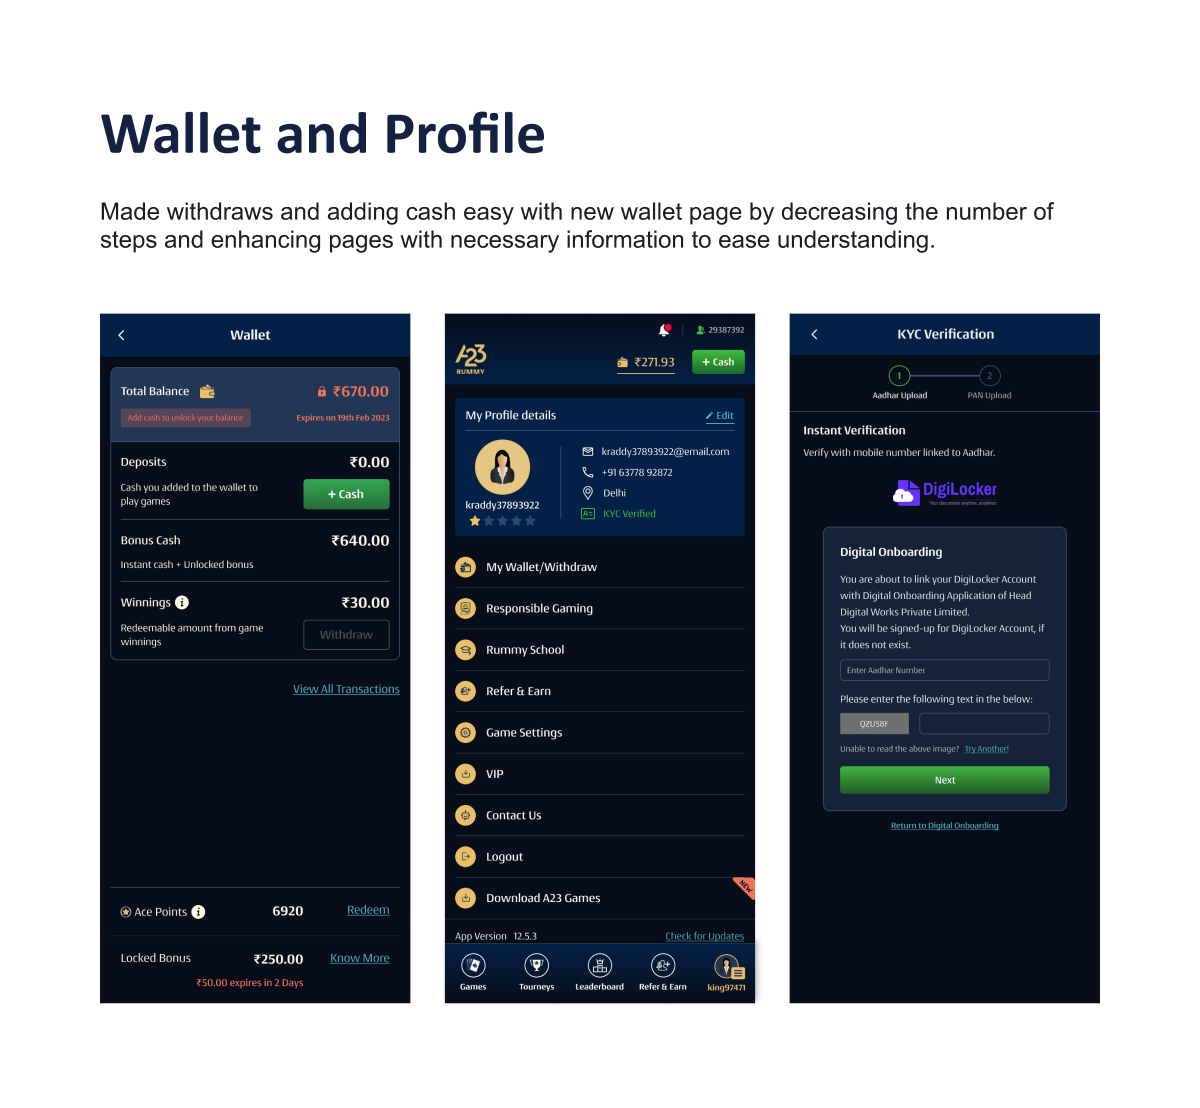 Wallet and Profile
Made withdraws and adding cash easy with new wallet page by decreasing the number of
steps and enhancing pages with necessary information to ease understanding.
Wallet
Total Balance ₹670.00
Add cash to unlock your balance Expires on 19th Feb 2023
Deposits ₹0.00
Cash you added to the wallet to
play games
+ Cash
Bonus Cash ₹640.00
Instant cash + Unlocked bonus
Winnings i ₹30.00
Redeemable amount from game
winnings
Withdraw
View All Transactions
Ace Points i 6920 Redeem
Locked Bonus ₹250.00 Know More
₹50.00 expires in 2 Days
29387392
A23
RUMMY
₹271.93 + Cash
My Profile details Edit
kraddy37893922
kraddy37893922@email.com
+91 63778 92872
Delhi
KYC Verified
My Wallet/Withdraw
Responsible Gaming
Rummy School
Refer & Earn
Game Settings
VIP
Contact Us
Logout
NEW
Download A23 Games
App Version 12.5.3 Check for Updates
Games Tourneys Leaderboard Refer & Earn king97471
KYC Verification
1 2
Aadhar Upload PAN Upload
Instant Verification
Verify with mobile number linked to Aadhar.
DigiLocker
Your documents anytime, anywhere
Digital Onboarding
You are about to link your DigiLocker Account
with Digital Onboarding Application of Head
Digital Works Private Limited.
You will be signed-up for DigiLocker Account, if
it does not exist.
Enter Aadhar Number
Please enter the following text in the below:
QZUS8F
Unable to read the above image? Try Another!
Next
Return to Digital Onboarding